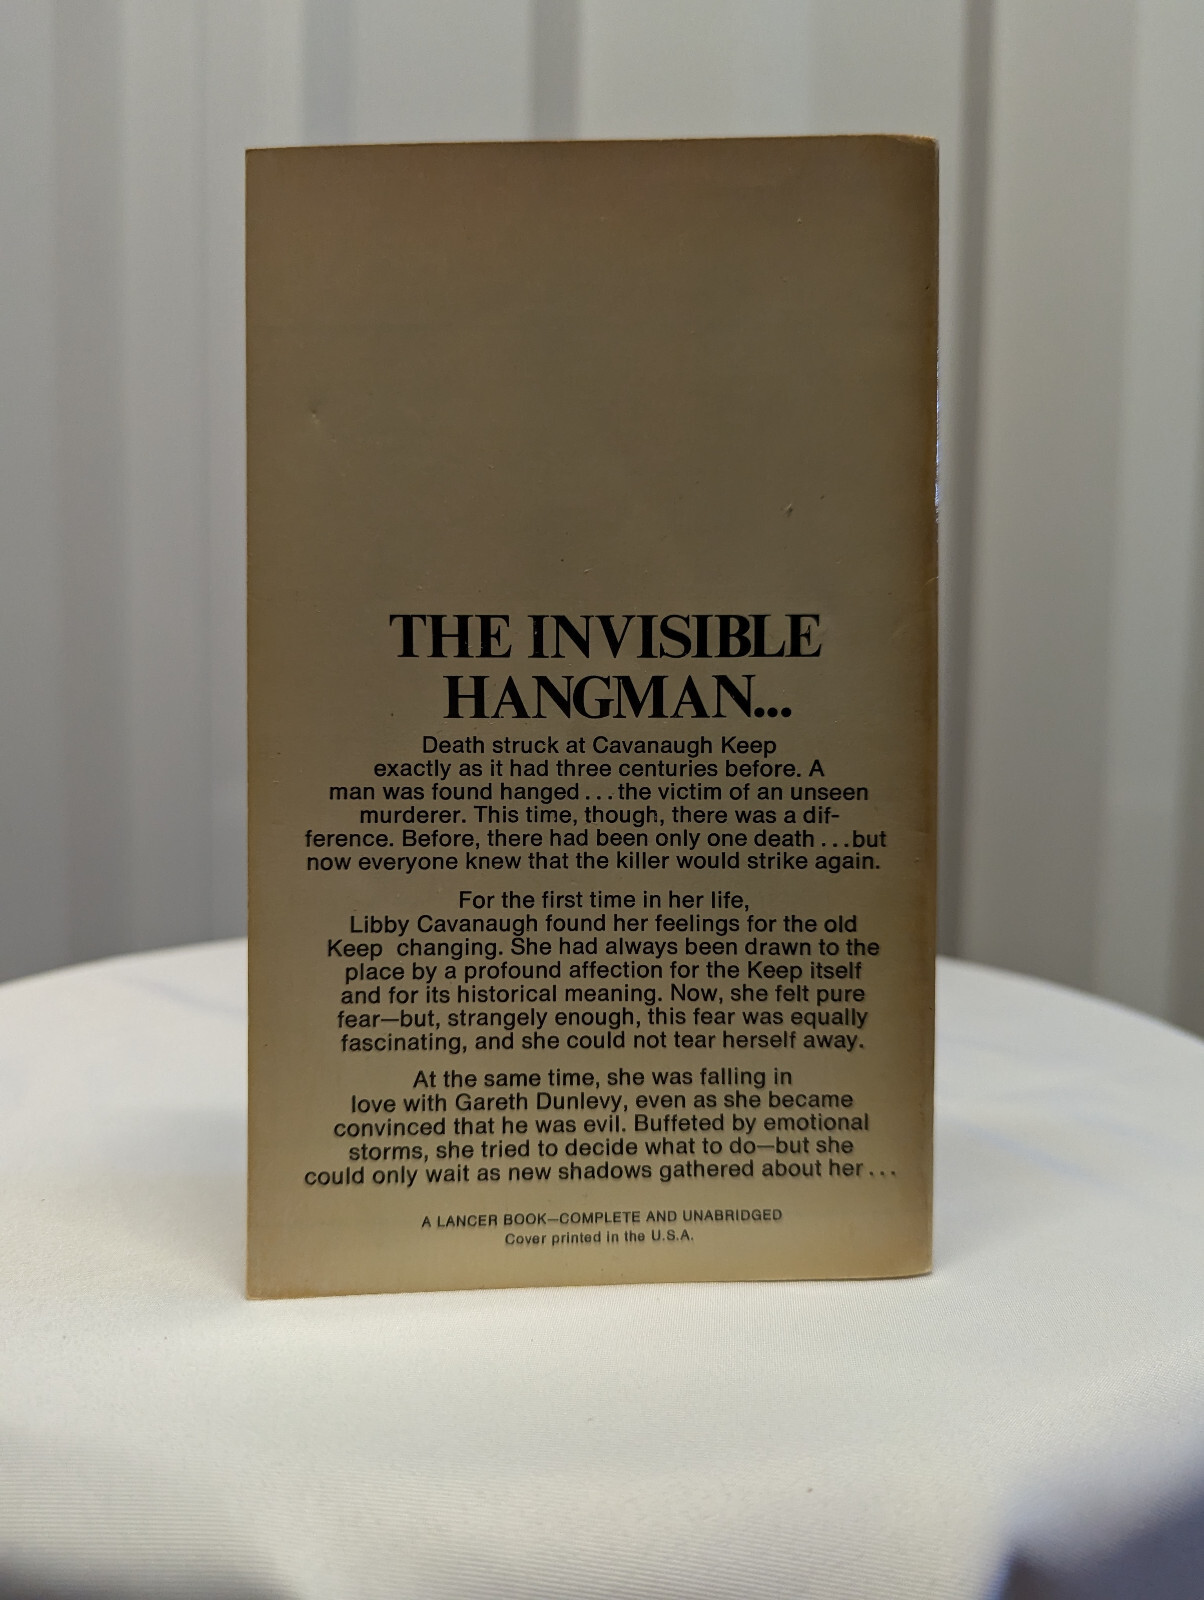 THE INVISIBLE
HANGMAN...
Death struck at Cavanaugh Keep
exactly as it had three centuries before. A
man was found hanged...the victim of an unseen
murderer. This time, though, there was a dif-
ference. Before, there had been only one death...but
now everyone knew that the killer would strike again.
For the first time in her life,
Libby Cavanaugh found her feelings for the old
Keep changing. She had always been drawn to the
place by a profound affection for the Keep itself
and for its historical meaning. Now, she felt pure
fear—but, strangely enough, this fear was equally
fascinating, and she could not tear herself away.
At the same time, she was falling in
love with Gareth Dunlevy, even as she became
convinced that he was evil. Buffeted by emotional
storms, she tried to decide what to do—but she
could only wait as new shadows gathered about her...
A LANCER BOOK—COMPLETE AND UNABRIDGED
Cover printed in the U.S.A.